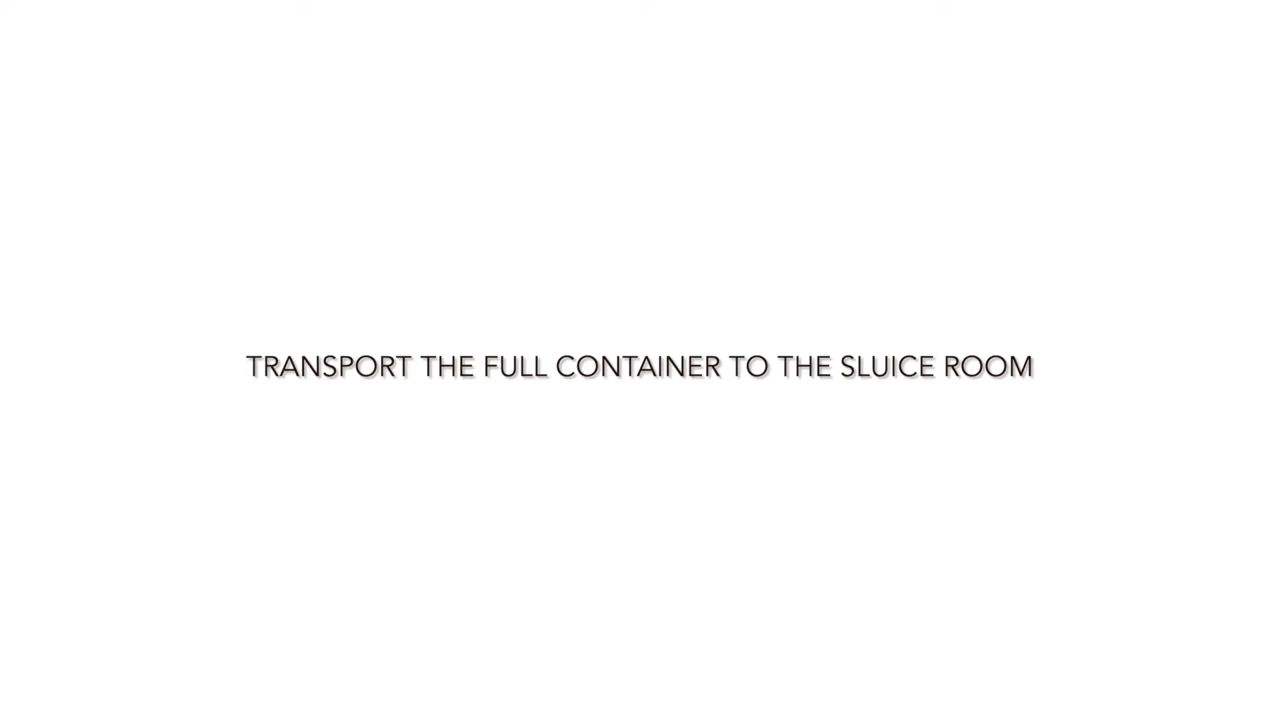 TRANSPORT THE FULL CONTAINER TO THE SLUICE ROOM